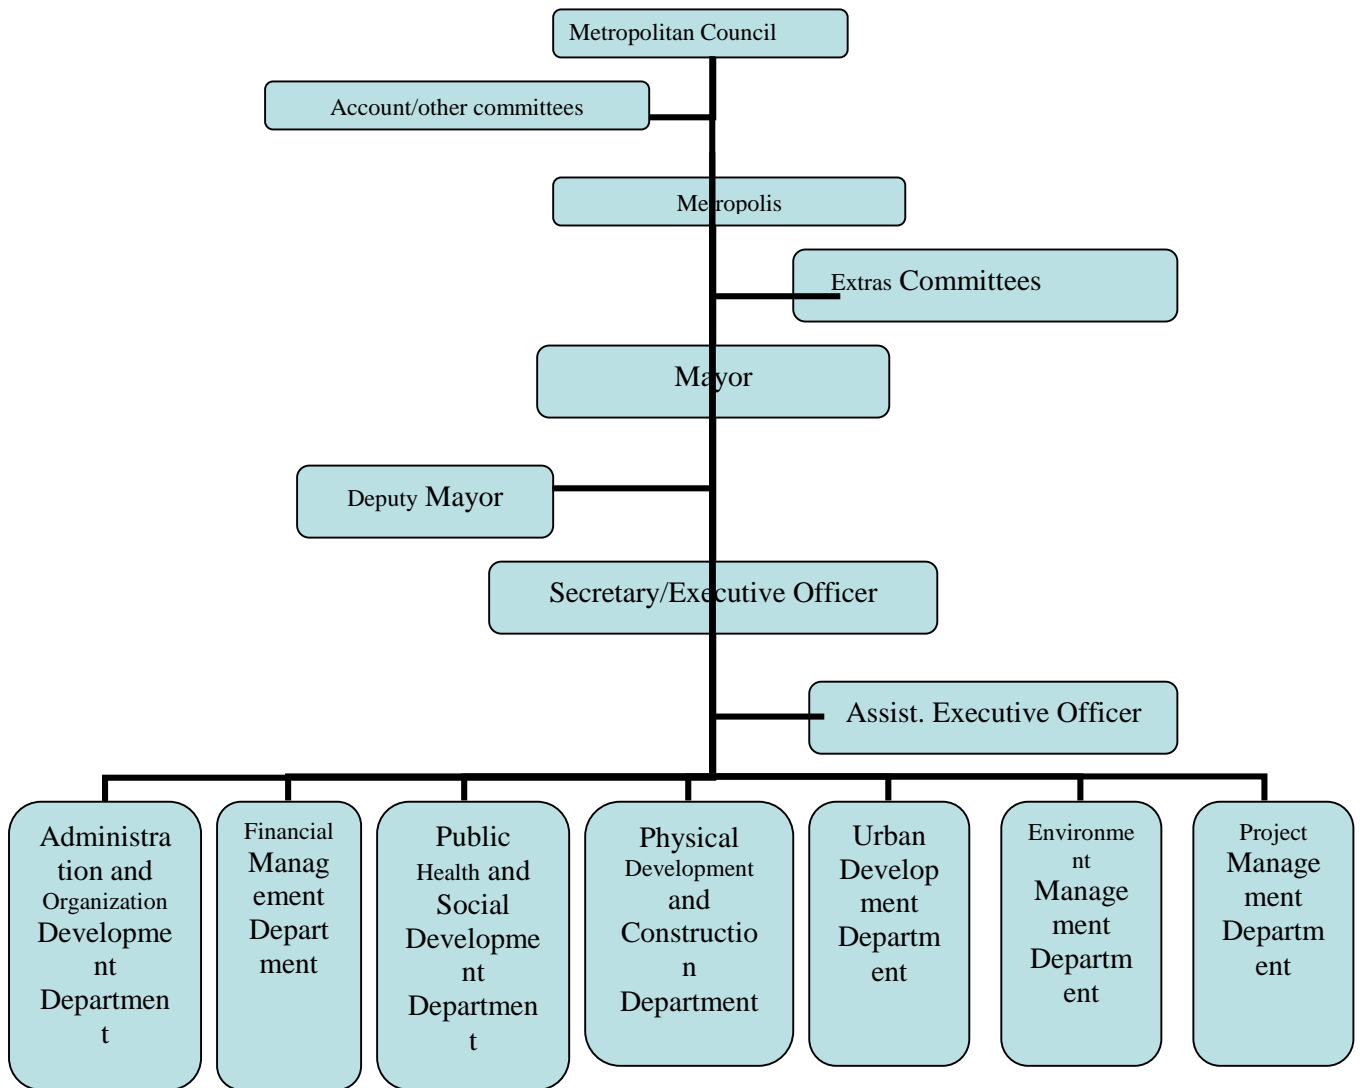 Metropolitan Council
Account/other committees
Metropolis
Extras Committees
Mayor
Deputy Mayor
Secretary/Executive Officer
Assist. Executive Officer
Administra
tion and
Organization
Developme
nt
Departmen
t
Financial
Manag
ement
Depart
ment
Public
Health and
Social
Developme
nt
Departmen
t
Physical
Development
and
Constructio
n
Department
Urban
Develop
ment
Departm
ent
Environme
nt
Manage
ment
Departm
ent
Project
Manage
ment
Departm
ent